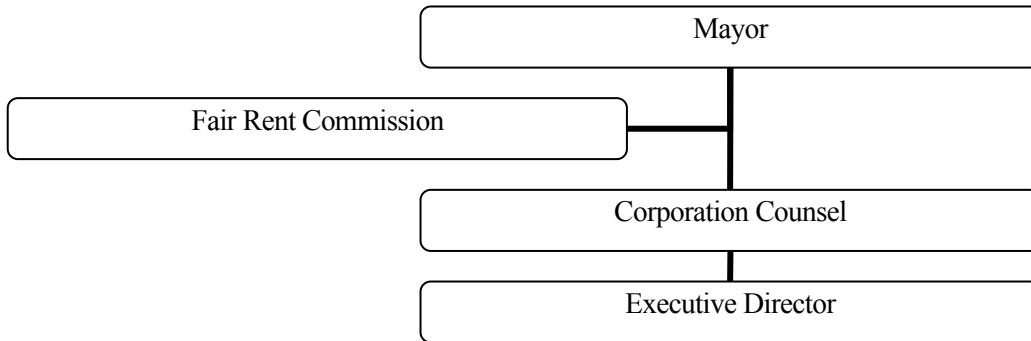 Mayor
Fair Rent Commission
Corporation Counsel
Executive Director